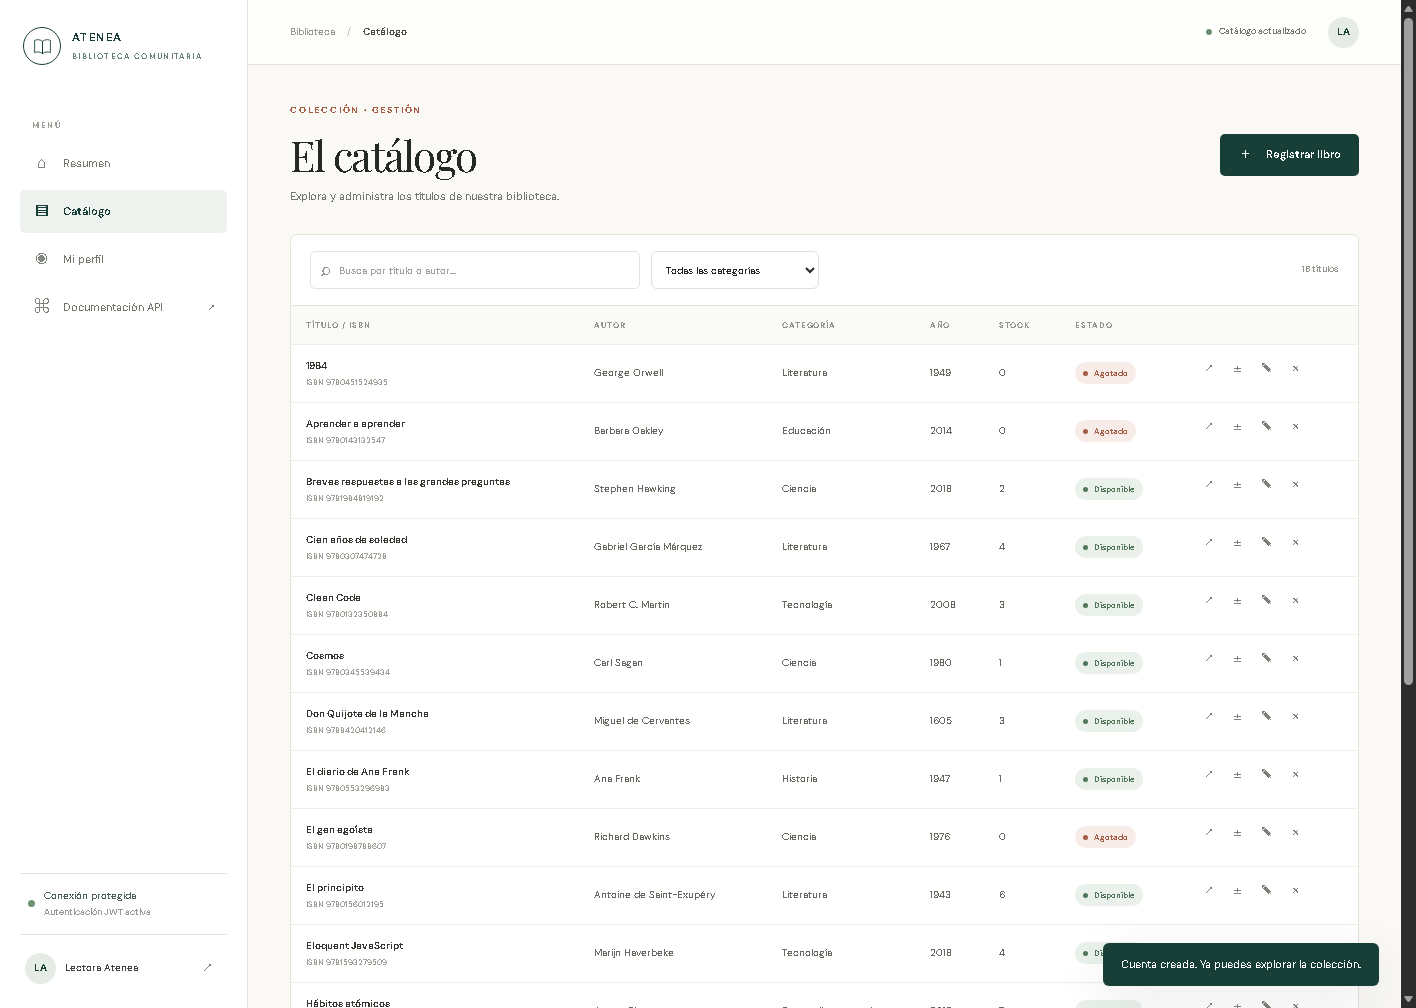 ATENEA
BIBLIOTECA COMUNITARIA
MENÚ
Resumen
Catálogo
Mi perfil
Documentación API
Conexión protegida
Autenticación JWT activa
LA Lectora Atenea
Biblioteca / Catálogo
Catálogo actualizado LA
COLECCIÓN · GESTIÓN
El catálogo
Explora y administra los títulos de nuestra biblioteca.
+ Registrar libro
Busca por título o autor...
Todas las categorías
18 títulos
TÍTULO / ISBN AUTOR CATEGORÍA AÑO STOCK ESTADO
1984
ISBN 9780451524935
George Orwell Literatura 1949 0 Agotado
Aprender a aprender
ISBN 9780143132547
Barbara Oakley Educación 2014 0 Agotado
Breves respuestas a las grandes preguntas
ISBN 9781984819192
Stephen Hawking Ciencia 2018 2 Disponible
Cien años de soledad
ISBN 9780307474728
Gabriel García Márquez Literatura 1967 4 Disponible
Clean Code
ISBN 9780132350884
Robert C. Martin Tecnología 2008 3 Disponible
Cosmos
ISBN 9780345539434
Carl Sagan Ciencia 1980 1 Disponible
Don Quijote de la Mancha
ISBN 9788420412146
Miguel de Cervantes Literatura 1605 3 Disponible
El diario de Ana Frank
ISBN 9780553296983
Ana Frank Historia 1947 1 Disponible
El gen egoísta
ISBN 9780198788607
Richard Dawkins Ciencia 1976 0 Agotado
El principito
ISBN 9780156012195
Antoine de Saint-Exupéry Literatura 1943 6 Disponible
Eloquent JavaScript
ISBN 9781593279509
Marijn Haverbeke Tecnología 2018 4
Hábitos atómicos
Cuenta creada. Ya puedes explorar la colección.